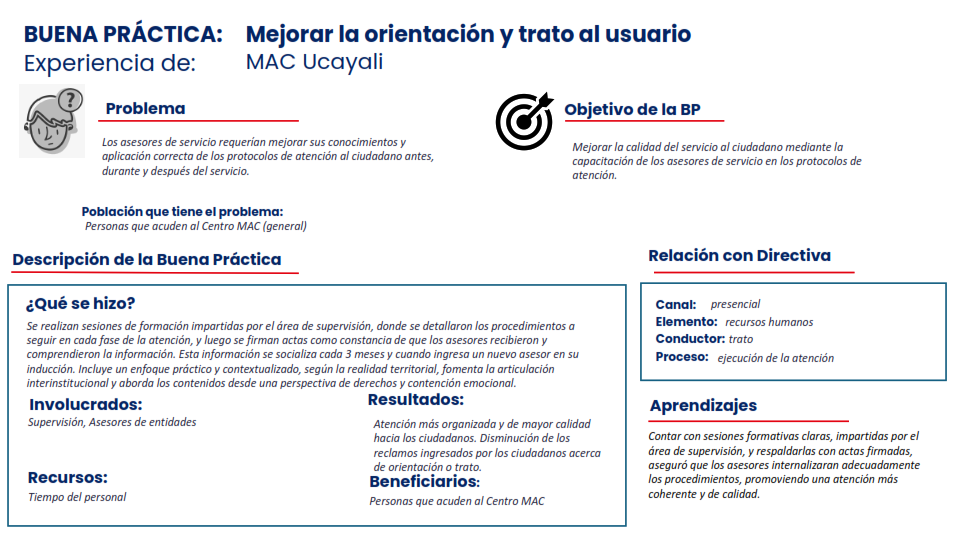 BUENA PRÁCTICA: Mejorar la orientación y trato al usuario
Experiencia de: MAC Ucayali
?
Problema
Los asesores de servicio requerían mejorar sus conocimientos y
aplicación correcta de los protocolos de atención al ciudadano antes,
durante y después del servicio.
Población que tiene el problema:
Personas que acuden al Centro MAC (general)
Objetivo de la BP
Mejorar la calidad del servicio al ciudadano mediante la
capacitación de los asesores de servicio en los protocolos de
atención.
Descripción de la Buena Práctica
¿Qué se hizo?
Se realizan sesiones de formación impartidas por el área de supervisión, donde se detallaron los procedimientos a
seguir en cada fase de la atención, y luego se firman actas como constancia de que los asesores recibieron y
comprendieron la información. Esta información se socializa cada 3 meses y cuando ingresa un nuevo asesor en su
inducción. Incluye un enfoque práctico y contextualizado, según la realidad territorial, fomenta la articulación
interinstitucional y aborda los contenidos desde una perspectiva de derechos y contención emocional.
Involucrados:
Supervisión, Asesores de entidades
Recursos:
Tiempo del personal
Resultados:
Atención más organizada y de mayor calidad
hacia los ciudadanos. Disminución de los
reclamos ingresados por los ciudadanos acerca
de orientación o trato.
Beneficiarios:
Personas que acuden al Centro MAC
Relación con Directiva
Canal: presencial
Elemento: recursos humanos
Conductor: trato
Proceso: ejecución de la atención
Aprendizajes
Contar con sesiones formativas claras, impartidas por el
área de supervisión, y respaldarlas con actas firmadas,
aseguró que los asesores internalizaran adecuadamente
los procedimientos, promoviendo una atención más
coherente y de calidad.